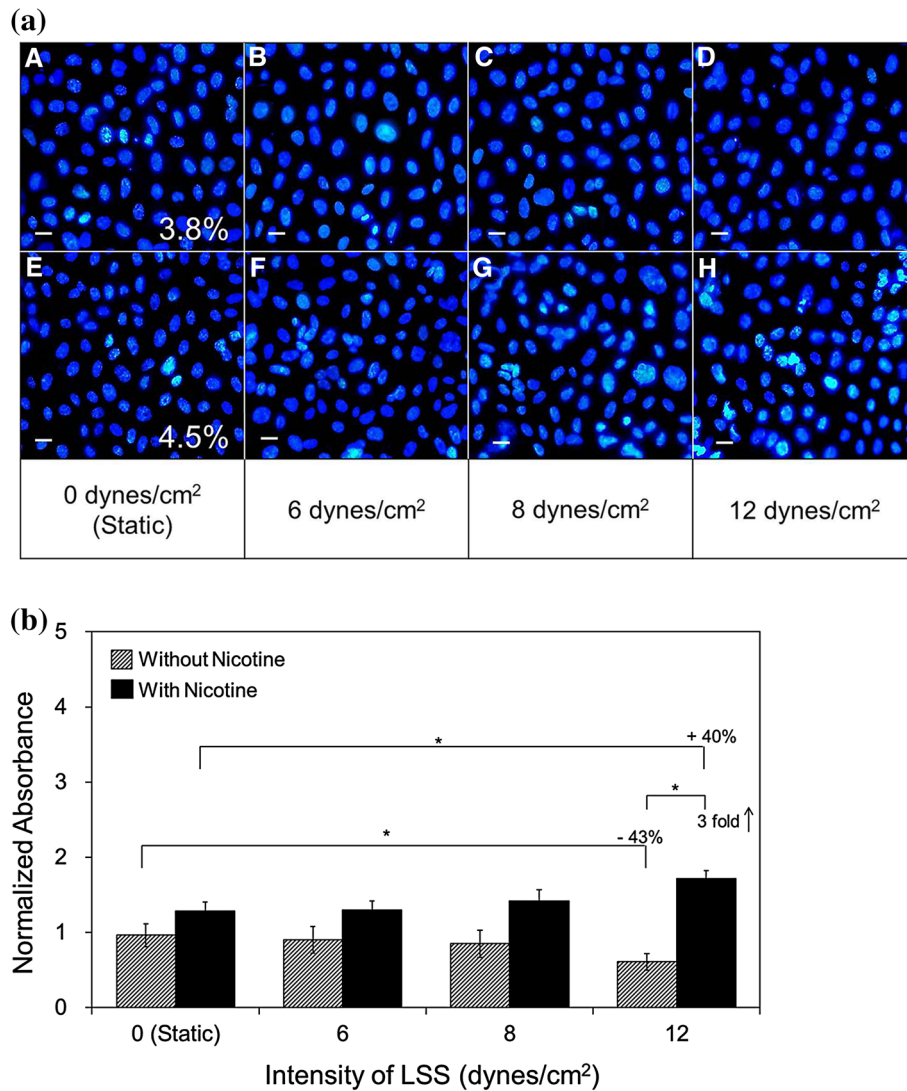 (a)
A B C D
3.8%
E F G H
4.5%
0 dynes/cm² 6 dynes/cm² 8 dynes/cm² 12 dynes/cm²
(Static)
(b)
5
Without Nicotine
With Nicotine
4
* + 40%
3
*
3 fold ↑
* - 43%
2
1
0
Normalized Absorbance
0 (Static) 6 8 12
Intensity of LSS (dynes/cm²)